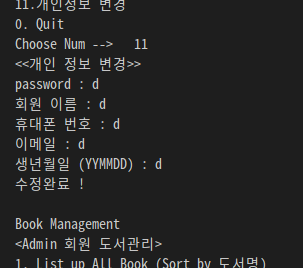 11.개인정보 변경
0. Quit
Choose Num -->   11
<<개인 정보 변경>>
password : d
회원 이름 : d
휴대폰 번호 : d
이메일 : d
생년월일 (YYMMDD) : d
수정완료 !

Book Management
<Admin 회원 도서관리>
1. List up All Book (Sort by 도서명)